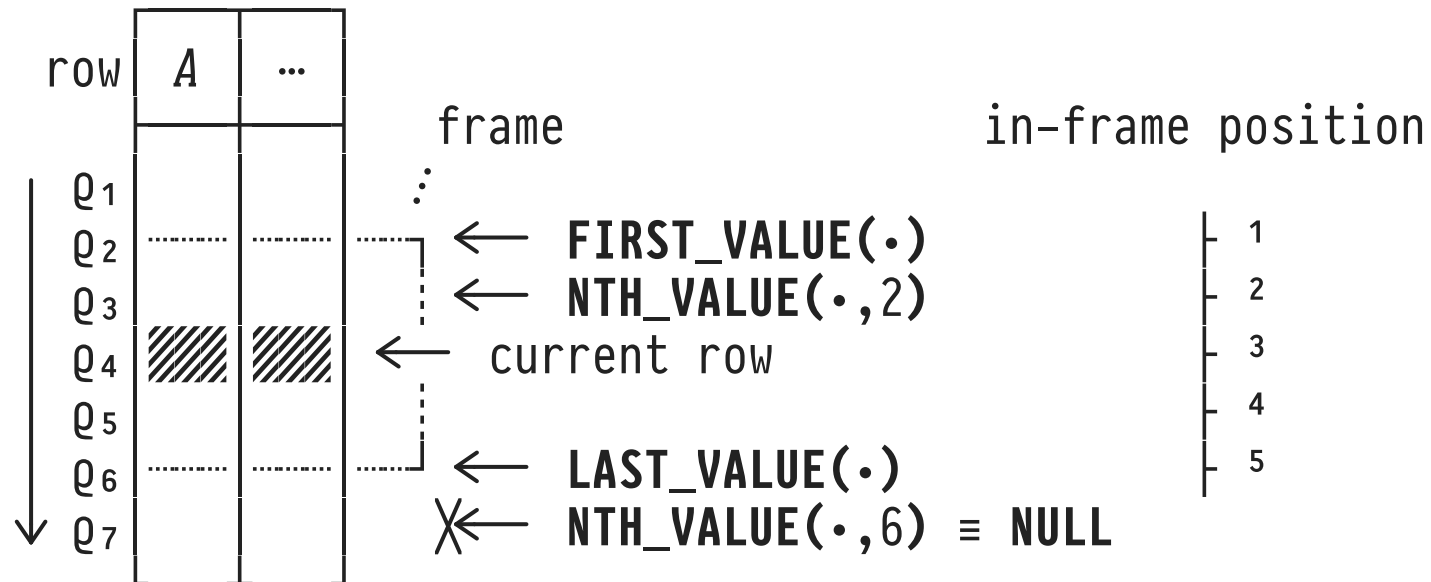 row A ⋯
frame in-frame position
ϱ1
ϱ2 FIRST_VALUE(·) 1
ϱ3 NTH_VALUE(·,2) 2
ϱ4 current row 3
ϱ5 4
ϱ6 LAST_VALUE(·) 5
ϱ7 NTH_VALUE(·,6) ≡ NULL